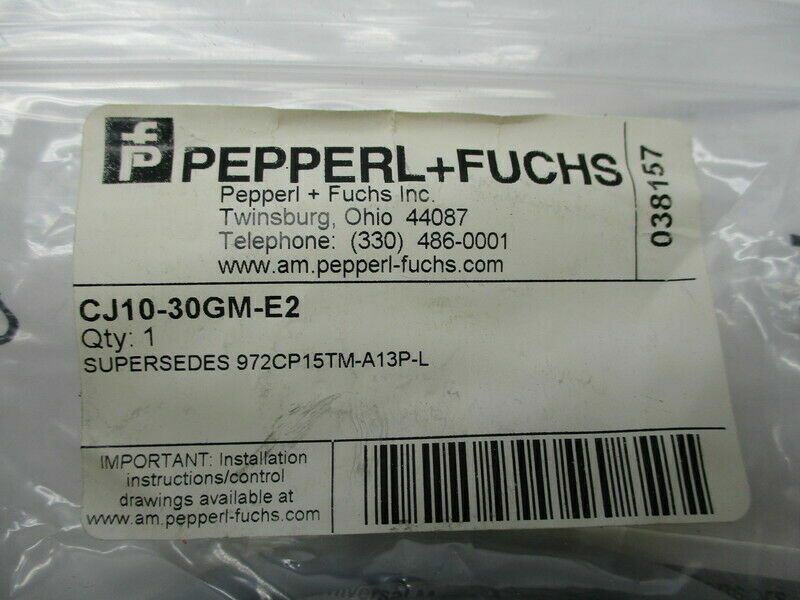 PEPPERL+FUCHS
Pepperl + Fuchs Inc.
Twinsburg, Ohio 44087
Telephone: (330) 486-0001
www.am.pepperl-fuchs.com
038157
CJ10-30GM-E2
Qty: 1
SUPERSEDES 972CP15TM-A13P-L
IMPORTANT: Installation
instructions/control
drawings available at
www.am.pepperl-fuchs.com